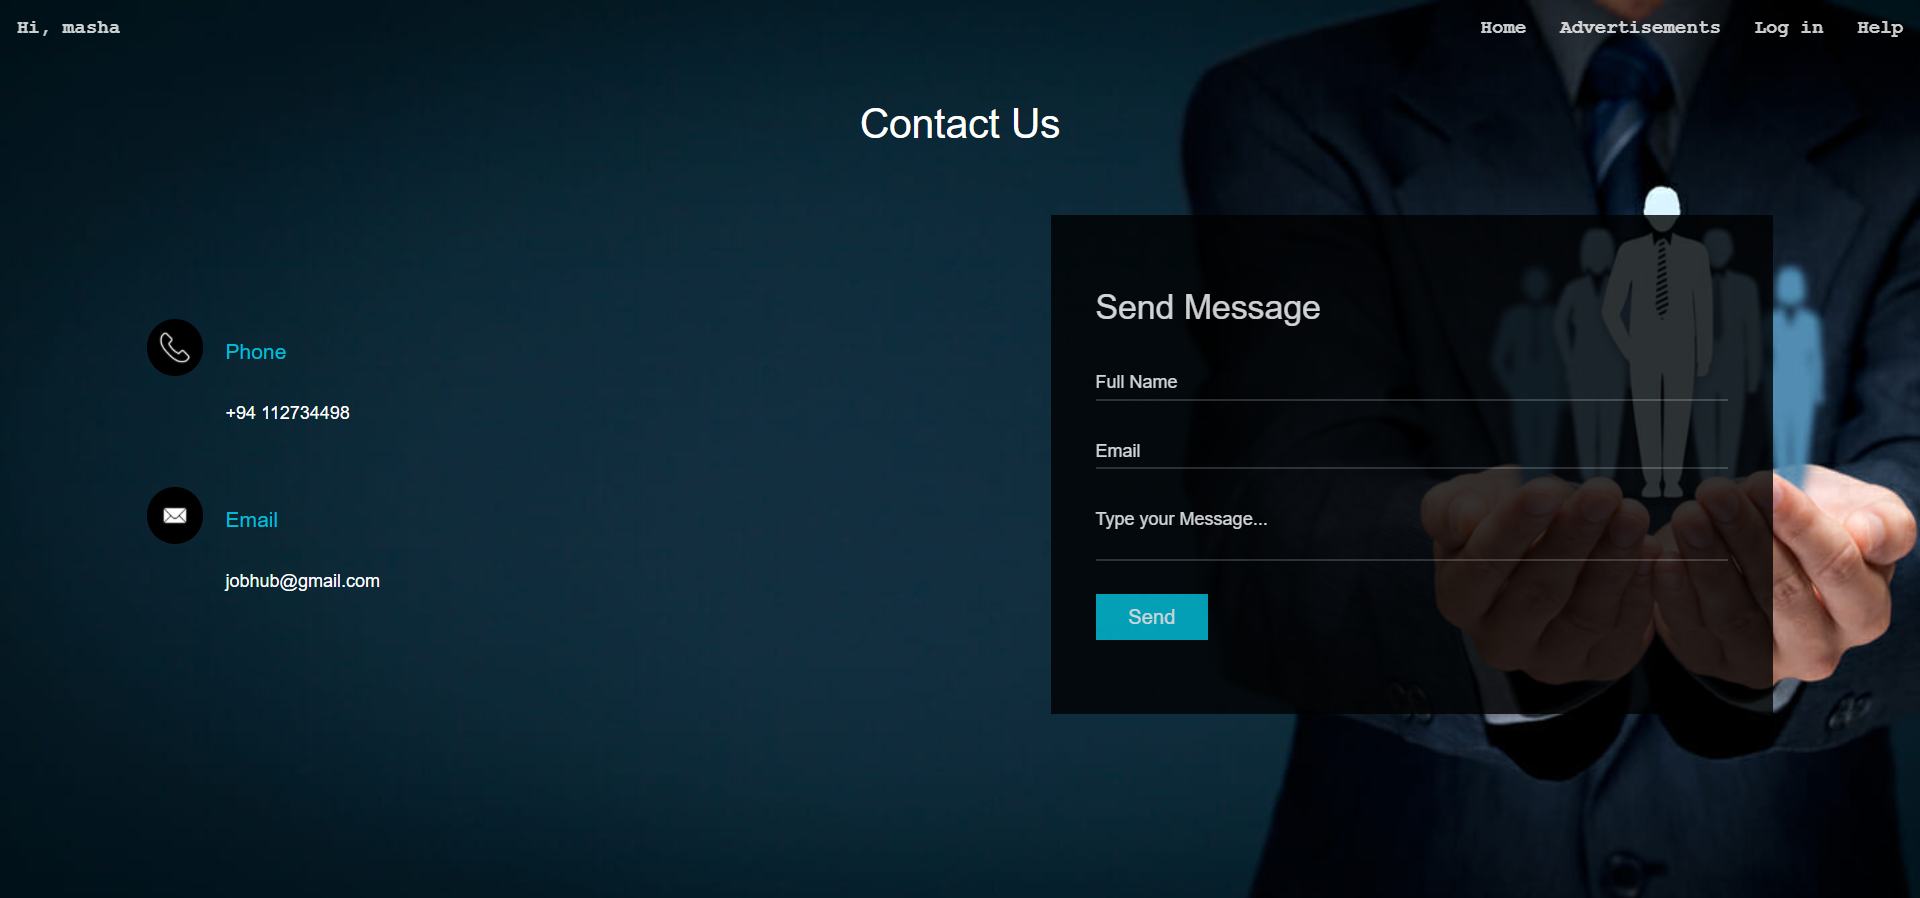 Hi, masha
Home Advertisements Log in Help
Contact Us
Phone
+94 112734498
Email
jobhub@gmail.com
Send Message
Full Name
Email
Type your Message...
Send